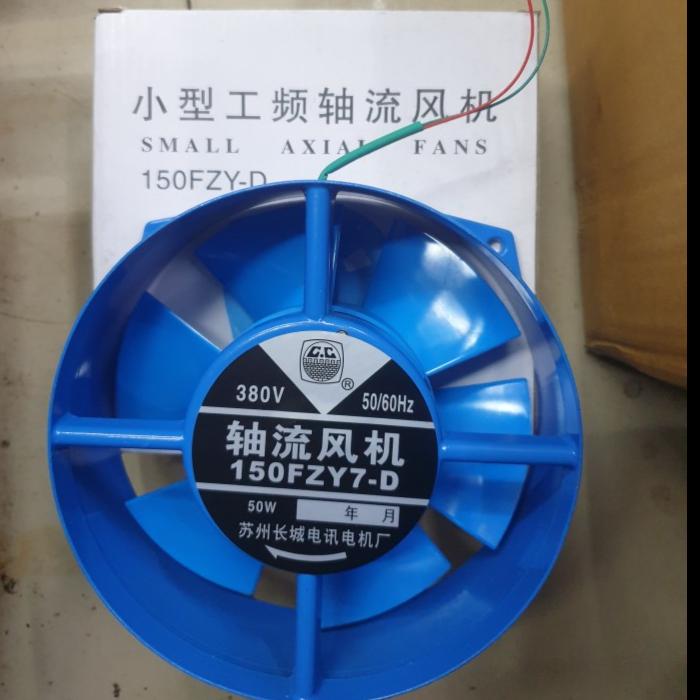 小型工频轴流风机
SMALL AXIAL FANS
150FZY-D
C&C
®
380V
50/60Hz
轴流风机
150FZY7-D
50W
年 月
苏州长城电讯电机厂